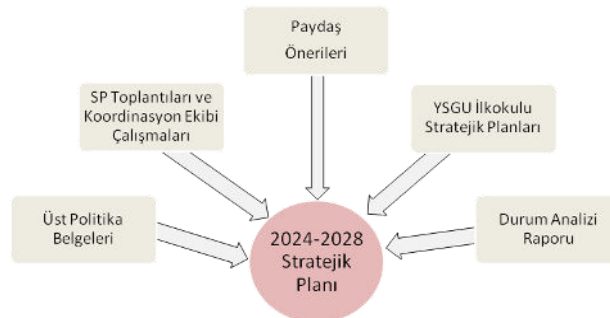 Paydaş
Önerileri
SP Toplantıları ve
Koordinasyon Ekibi
Çalışmaları
YSGU İlkokulu
Stratejik Planları
Üst Politika
Belgeleri
2024-2028
Stratejik
Planı
Durum Analizi
Raporu